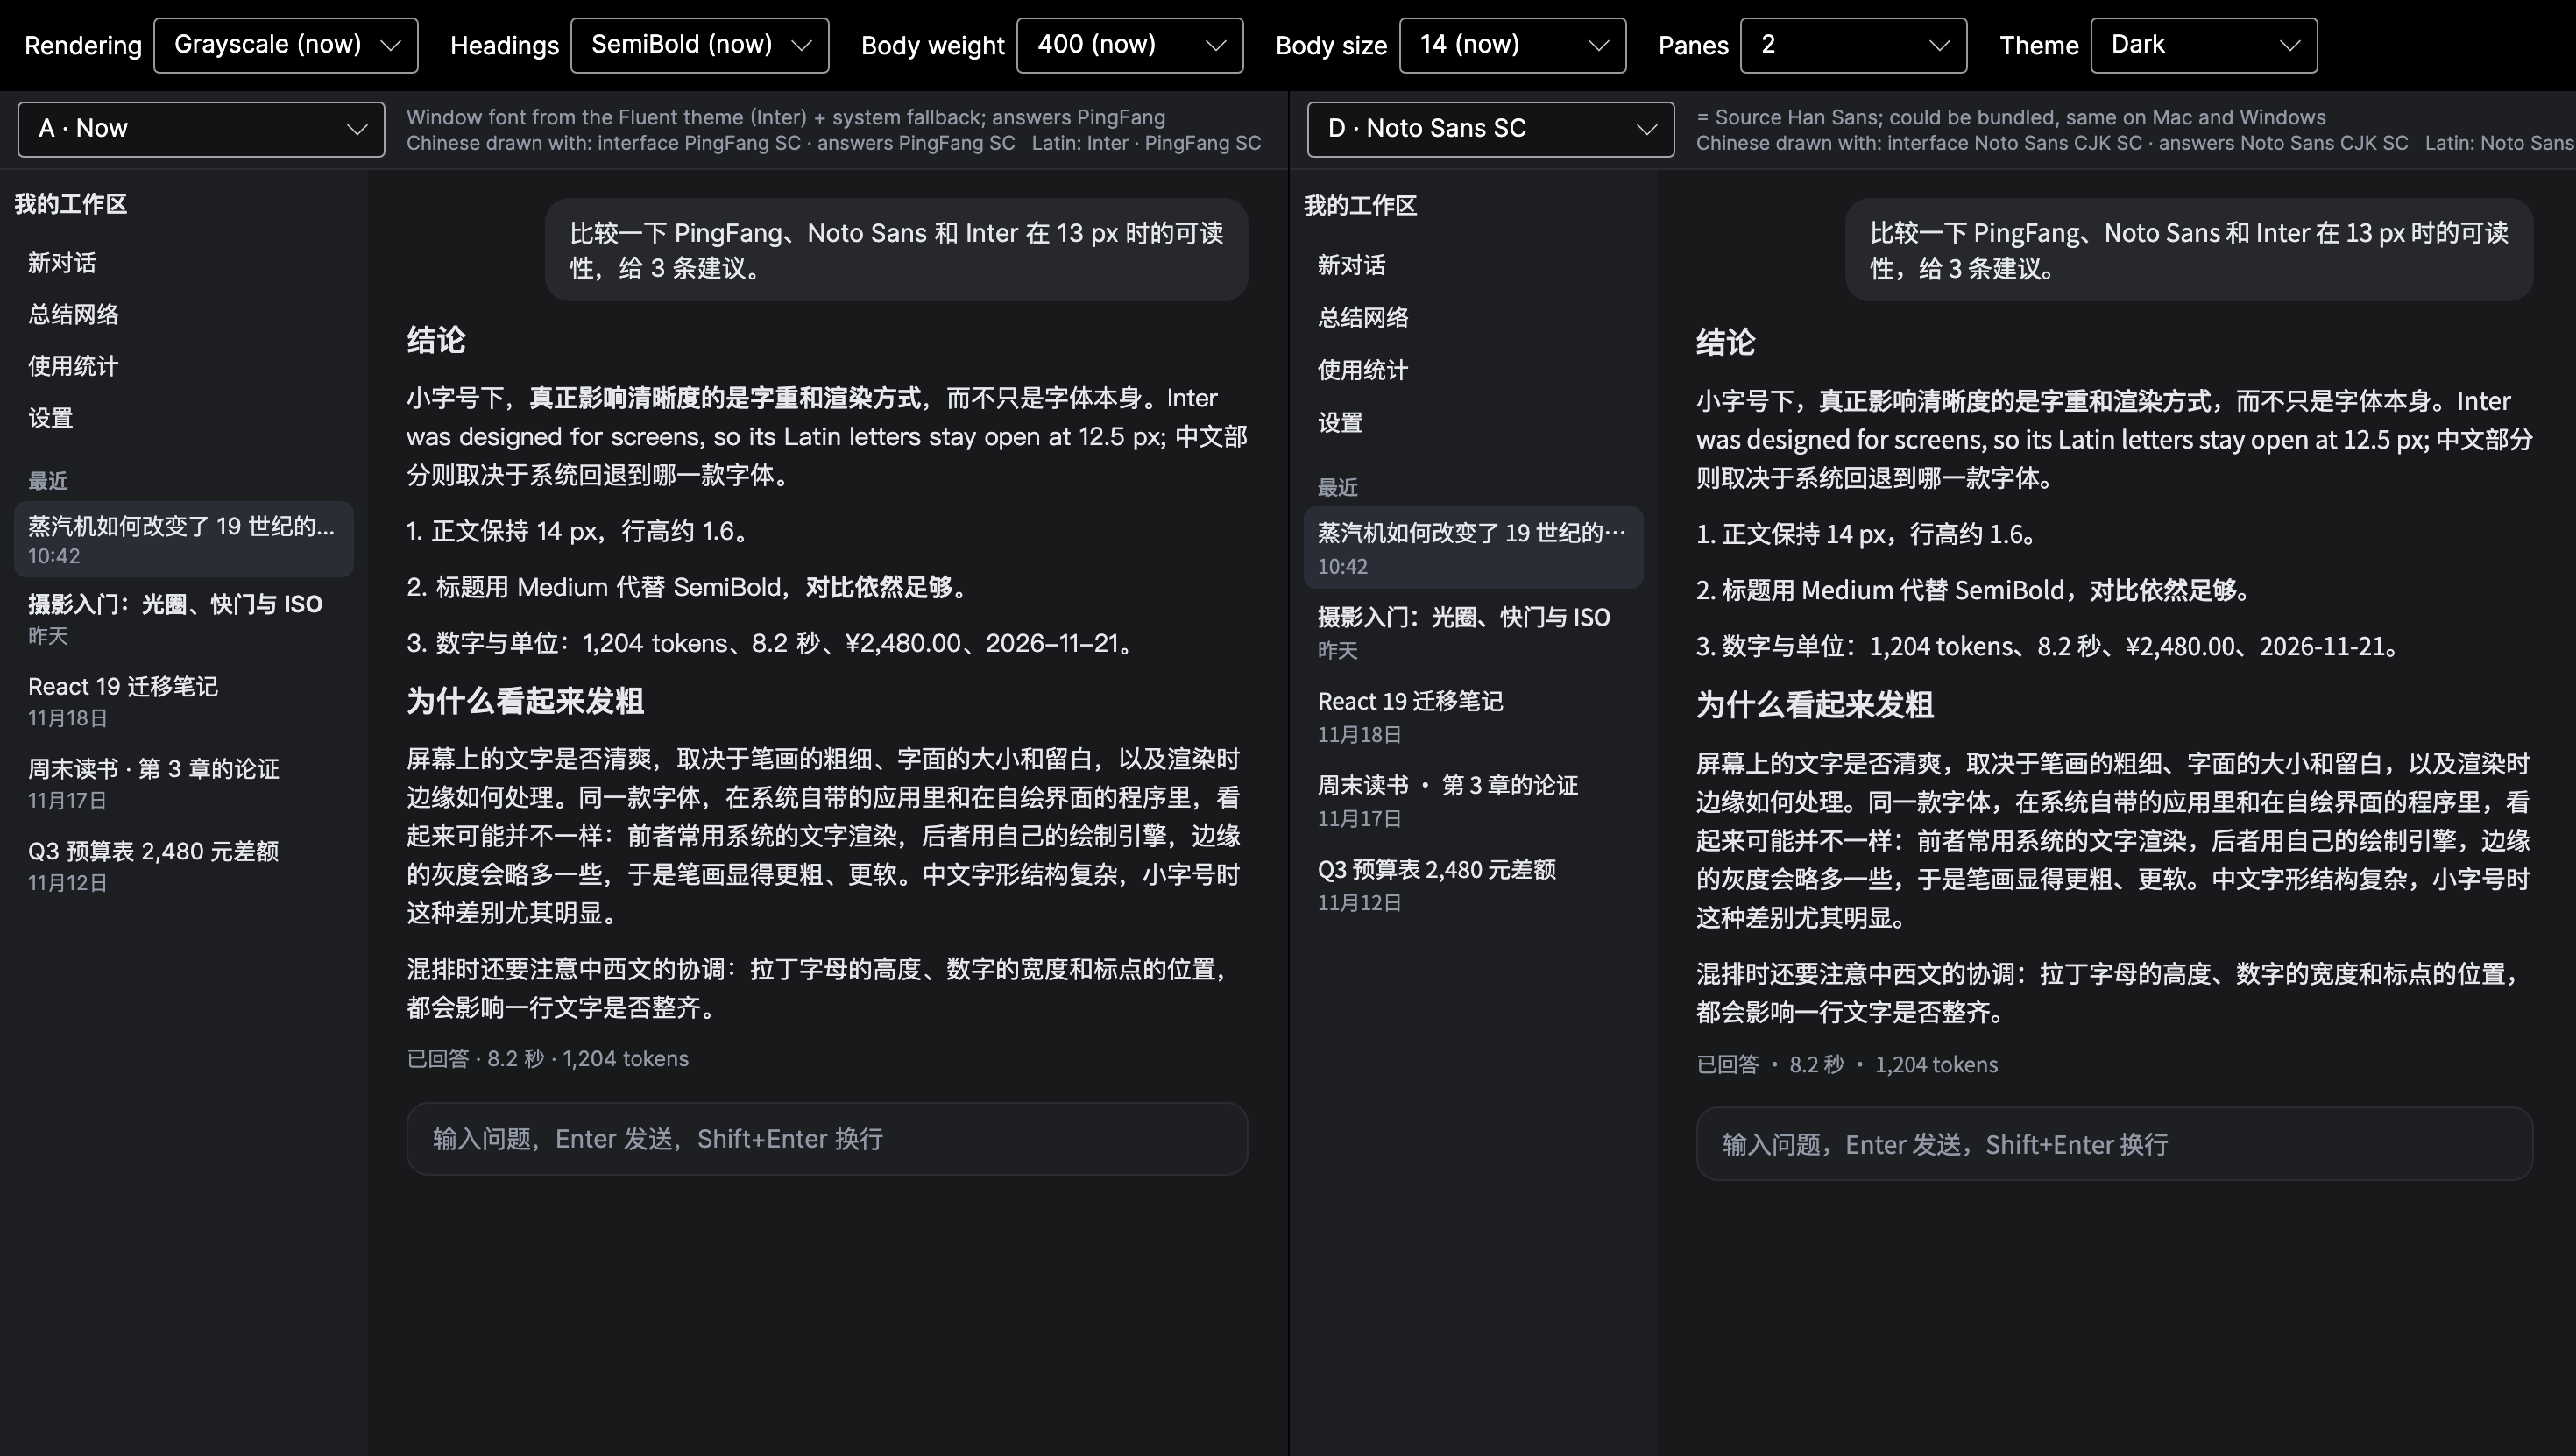 Rendering Grayscale (now) Headings SemiBold (now) Body weight 400 (now) Body size 14 (now) Panes 2 Theme Dark
A · Now
Window font from the Fluent theme (Inter) + system fallback; answers PingFang
Chinese drawn with: interface PingFang SC · answers PingFang SC Latin: Inter · PingFang SC
我的工作区
新对话
总结网络
使用统计
设置
最近
蒸汽机如何改变了 19 世纪的...
10:42
摄影入门：光圈、快门与 ISO
昨天
React 19 迁移笔记
11月18日
周末读书 · 第 3 章的论证
11月17日
Q3 预算表 2,480 元差额
11月12日
比较一下 PingFang、Noto Sans 和 Inter 在 13 px 时的可读
性，给 3 条建议。
结论
小字号下，真正影响清晰度的是字重和渲染方式，而不只是字体本身。Inter
was designed for screens, so its Latin letters stay open at 12.5 px; 中文部
分则取决于系统回退到哪一款字体。
1. 正文保持 14 px，行高约 1.6。
2. 标题用 Medium 代替 SemiBold，对比依然足够。
3. 数字与单位：1,204 tokens、8.2 秒、¥2,480.00、2026-11-21。
为什么看起来发粗
屏幕上的文字是否清爽，取决于笔画的粗细、字面的大小和留白，以及渲染时
边缘如何处理。同一款字体，在系统自带的应用里和在自绘界面的程序里，看
起来可能并不一样：前者常用系统的文字渲染，后者用自己的绘制引擎，边缘
的灰度会略多一些，于是笔画显得更粗、更软。中文字形结构复杂，小字号时
这种差别尤其明显。
混排时还要注意中西文的协调：拉丁字母的高度、数字的宽度和标点的位置，
都会影响一行文字是否整齐。
已回答 · 8.2 秒 · 1,204 tokens
输入问题，Enter 发送，Shift+Enter 换行
D · Noto Sans SC
= Source Han Sans; could be bundled, same on Mac and Windows
Chinese drawn with: interface Noto Sans CJK SC · answers Noto Sans CJK SC Latin: Noto Sans
我的工作区
新对话
总结网络
使用统计
设置
最近
蒸汽机如何改变了 19 世纪的…
10:42
摄影入门：光圈、快门与 ISO
昨天
React 19 迁移笔记
11月18日
周末读书 · 第 3 章的论证
11月17日
Q3 预算表 2,480 元差额
11月12日
比较一下 PingFang、Noto Sans 和 Inter 在 13 px 时的可读
性，给 3 条建议。
结论
小字号下，真正影响清晰度的是字重和渲染方式，而不只是字体本身。Inter
was designed for screens, so its Latin letters stay open at 12.5 px; 中文部分
则取决于系统回退到哪一款字体。
1. 正文保持 14 px，行高约 1.6。
2. 标题用 Medium 代替 SemiBold，对比依然足够。
3. 数字与单位：1,204 tokens、8.2 秒、¥2,480.00、2026-11-21。
为什么看起来发粗
屏幕上的文字是否清爽，取决于笔画的粗细、字面的大小和留白，以及渲染时
边缘如何处理。同一款字体，在系统自带的应用里和在自绘界面的程序里，看
起来可能并不一样：前者常用系统的文字渲染，后者用自己的绘制引擎，边缘
的灰度会略多一些，于是笔画显得更粗、更软。中文字形结构复杂，小字号时
这种差别尤其明显。
混排时还要注意中西文的协调：拉丁字母的高度、数字的宽度和标点的位置，
都会影响一行文字是否整齐。
已回答 · 8.2 秒 · 1,204 tokens
输入问题，Enter 发送，Shift+Enter 换行